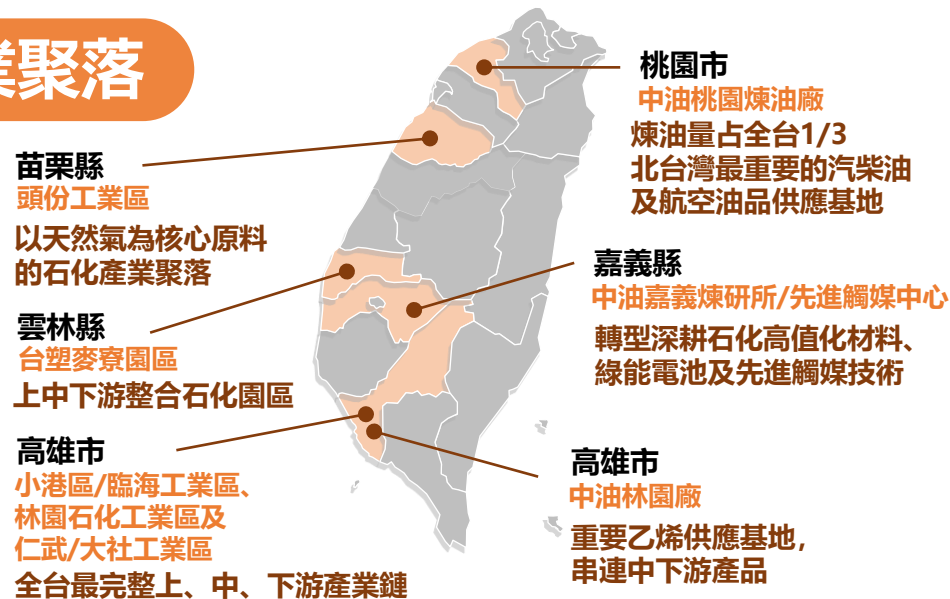 業聚落
苗栗縣
頭份工業區
以天然氣為核心原料
的石化產業聚落
雲林縣
台塑麥寮園區
上中下游整合石化園區
高雄市
小港區/臨海工業區、
林園石化工業區及
仁武/大社工業區
全台最完整上、中、下游產業鏈
桃園市
中油桃園煉油廠
煉油量占全台1/3
北台灣最重要的汽柴油
及航空油品供應基地
嘉義縣
中油嘉義煉研所/先進觸媒中心
轉型深耕石化高值化材料、
綠能電池及先進觸媒技術
高雄市
中油林園廠
重要乙烯供應基地，
串連中下游產品